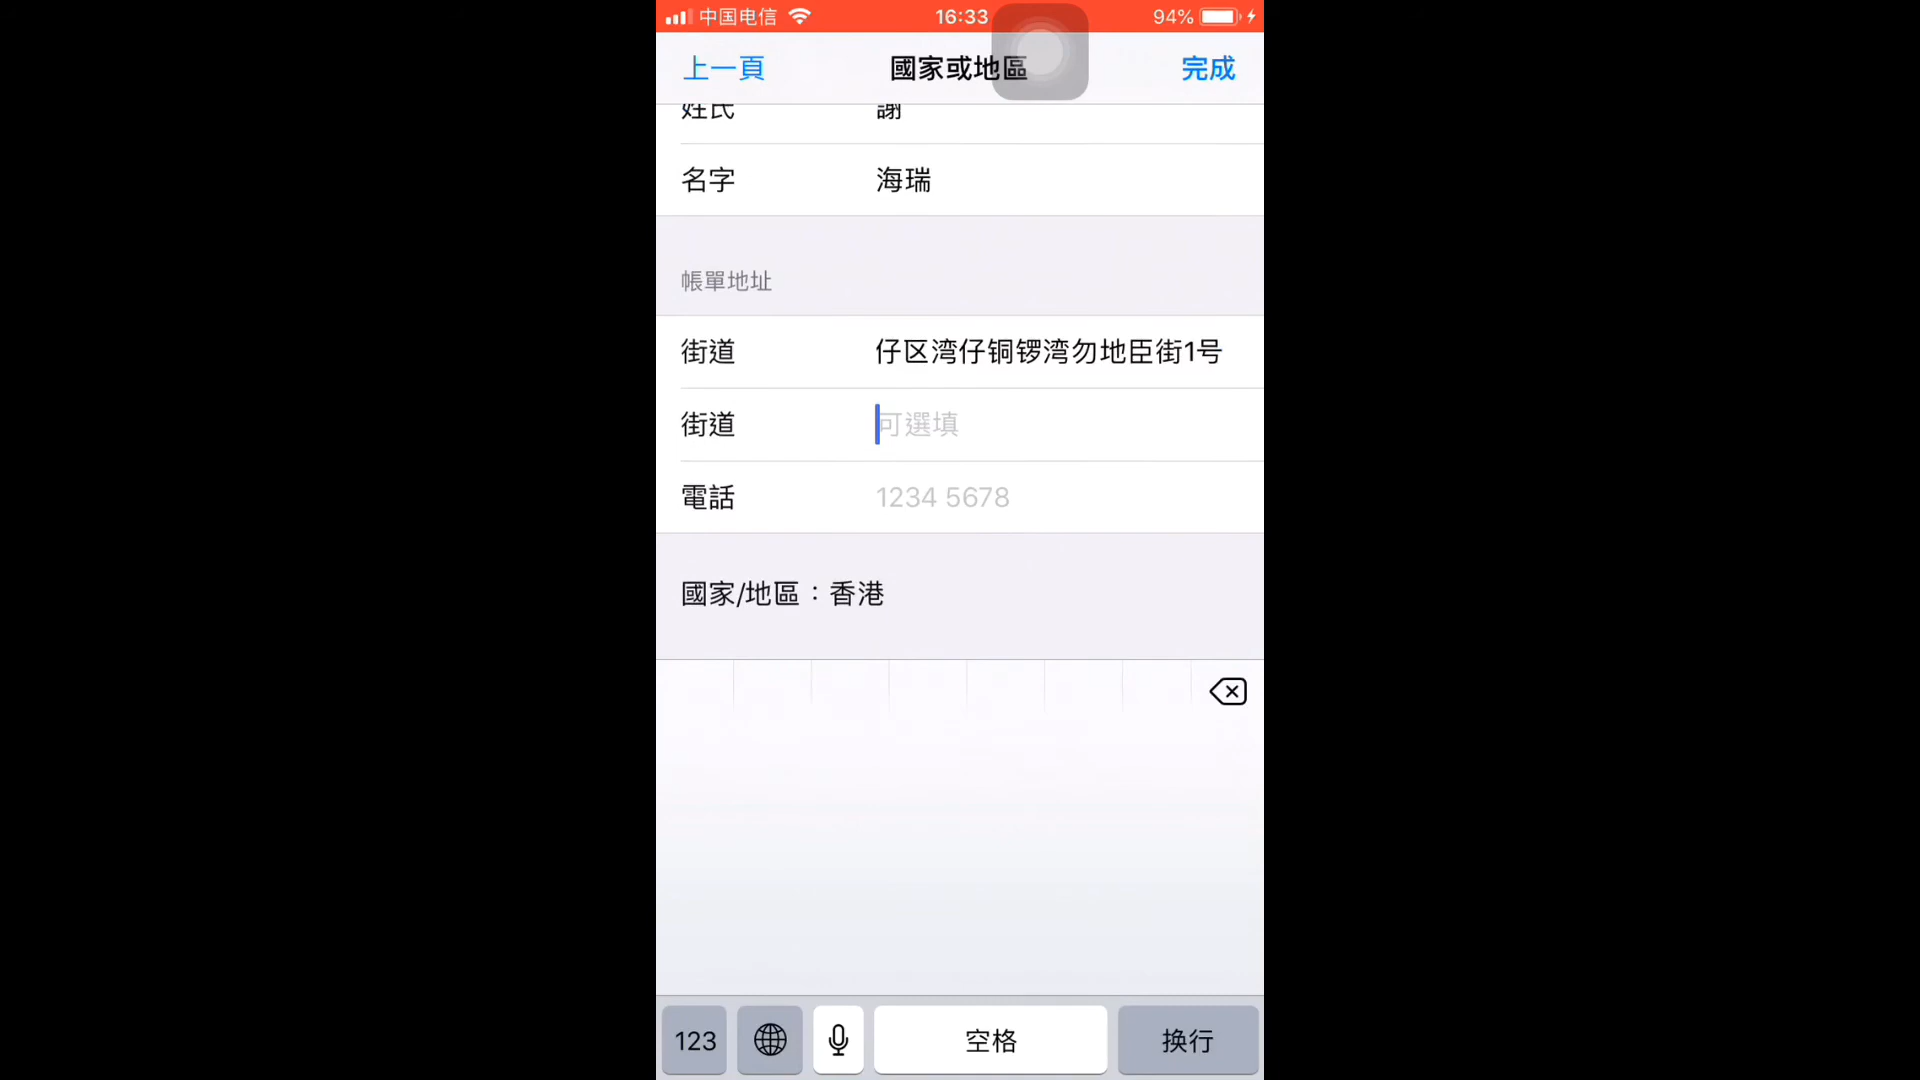 中国电信 16:33 94%
上一頁 國家或地區 完成
姓氏 謝
名字 海瑞
帳單地址
街道 仔区湾仔铜锣湾勿地臣街1号
街道 可選填
電話 1234 5678
國家/地區：香港
123 空格 换行